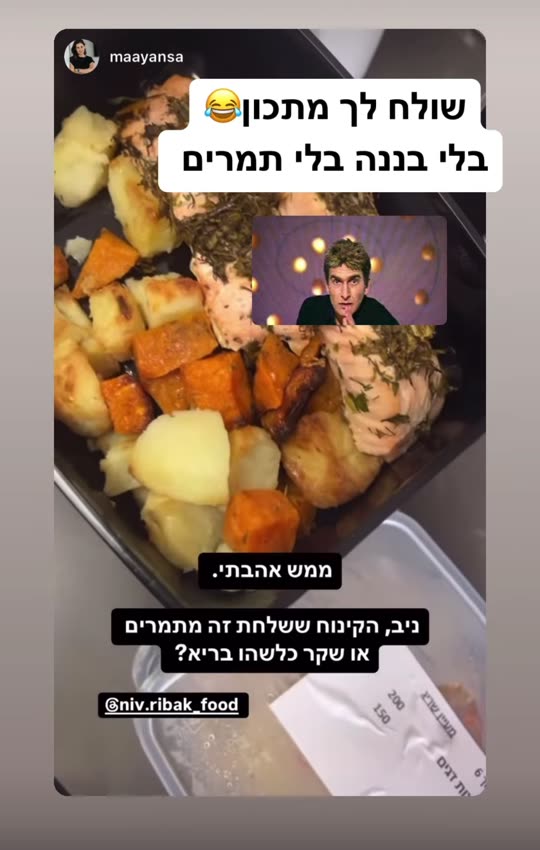 maayansa
שולח לך מתכון😂
בלי בננה בלי תמרים
ממש אהבתי.
ניב, הקינוח ששלחת זה מתמרים
או שקר כלשהו בריא?
@niv.ribak_food
200
150
6